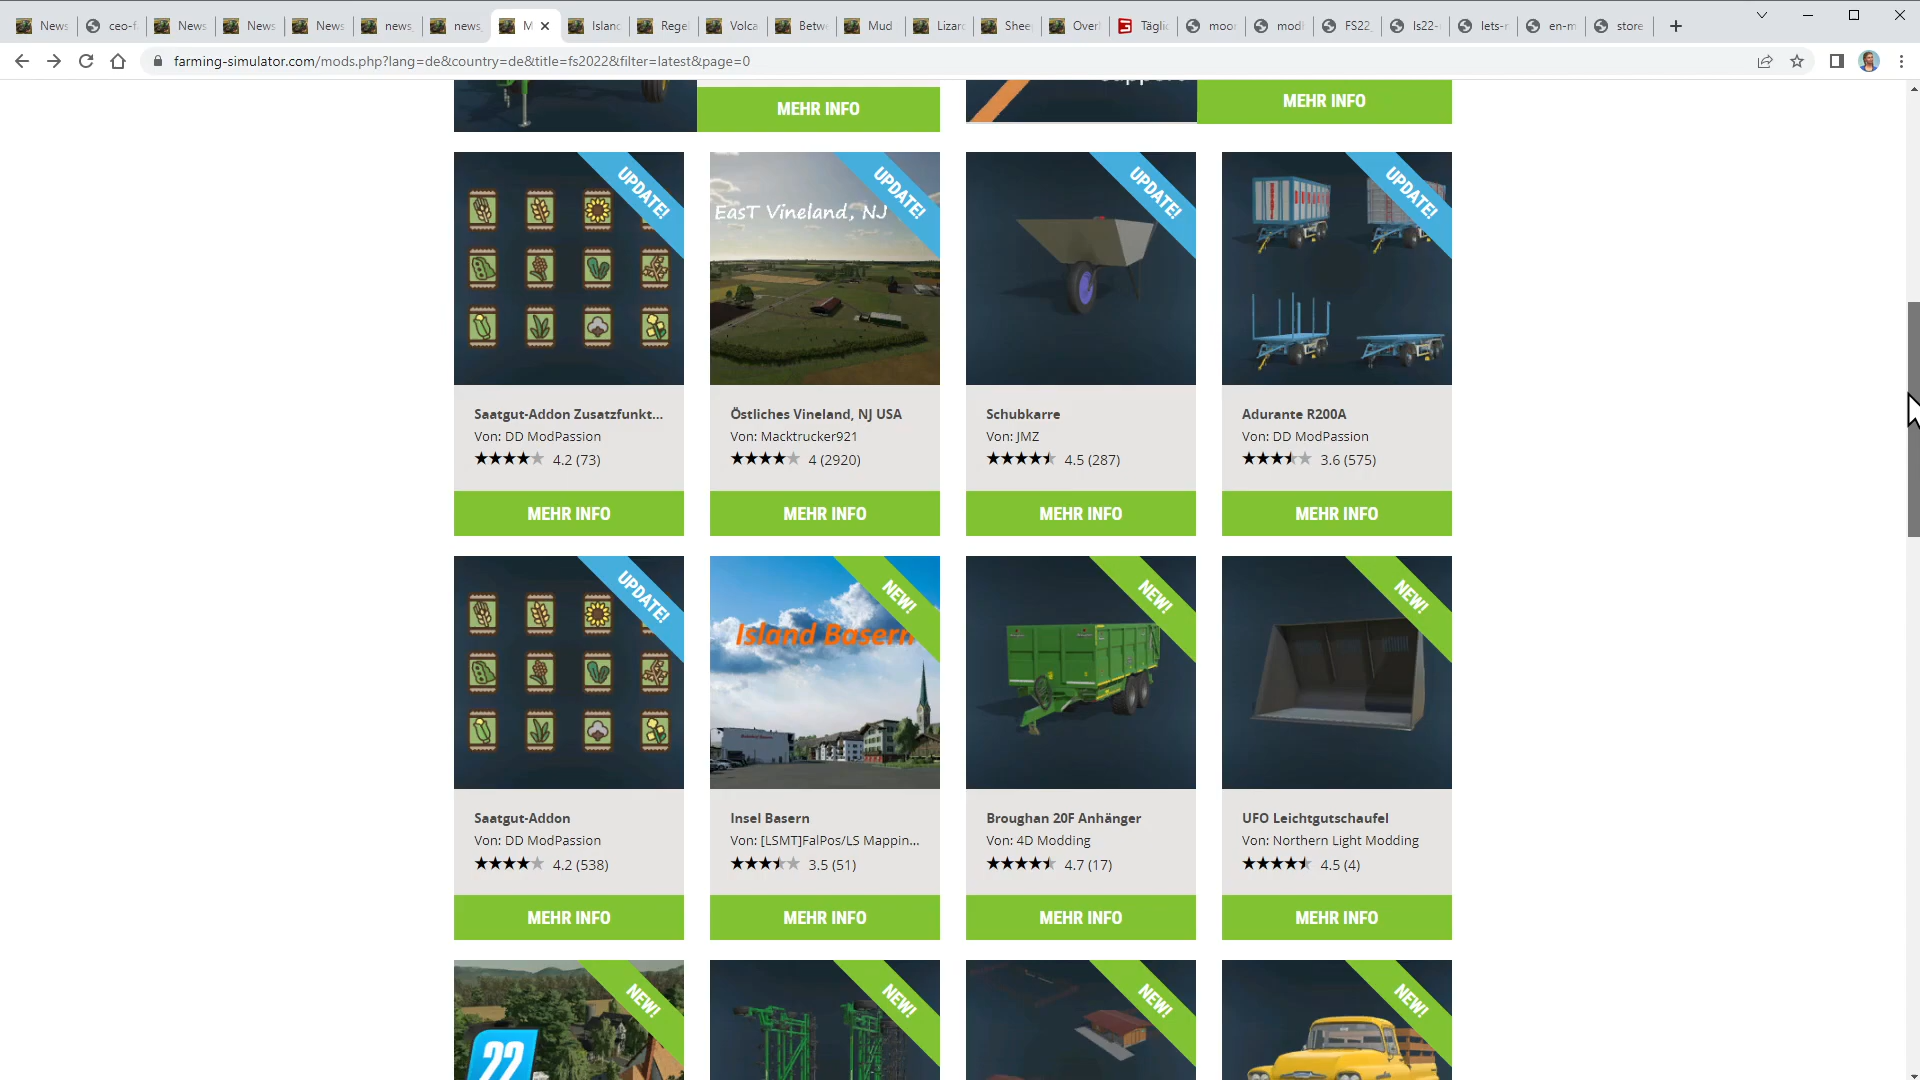 News
ceo-f
News
News
News
news
news
M
Island
Rege
Volca
Betw
Mud
Lizard
Shee
Over
Täglic
moo
mod
FS22_
ls22-
lets-r
en-m
store
farming-simulator.com/mods.php?lang=de&country=de&title=fs2022&filter=latest&page=0
MEHR INFO
MEHR INFO
UPDATE!
UPDATE!
UPDATE!
UPDATE!
EasT Vineland, NJ
Saatgut-Addon Zusatzfunkt...
Von: DD ModPassion
4.2 (73)
MEHR INFO
Östliches Vineland, NJ USA
Von: Macktrucker921
4 (2920)
MEHR INFO
Schubkarre
Von: JMZ
4.5 (287)
MEHR INFO
Adurante R200A
Von: DD ModPassion
3.6 (575)
MEHR INFO
UPDATE!
NEW!
NEW!
NEW!
Island Basern
Saatgut-Addon
Von: DD ModPassion
4.2 (538)
MEHR INFO
Insel Basern
Von: [LSMT]FalPos/LS Mappin...
3.5 (51)
MEHR INFO
Broughan 20F Anhänger
Von: 4D Modding
4.7 (17)
MEHR INFO
UFO Leichtgutschaufel
Von: Northern Light Modding
4.5 (4)
MEHR INFO
NEW!
NEW!
NEW!
NEW!
22